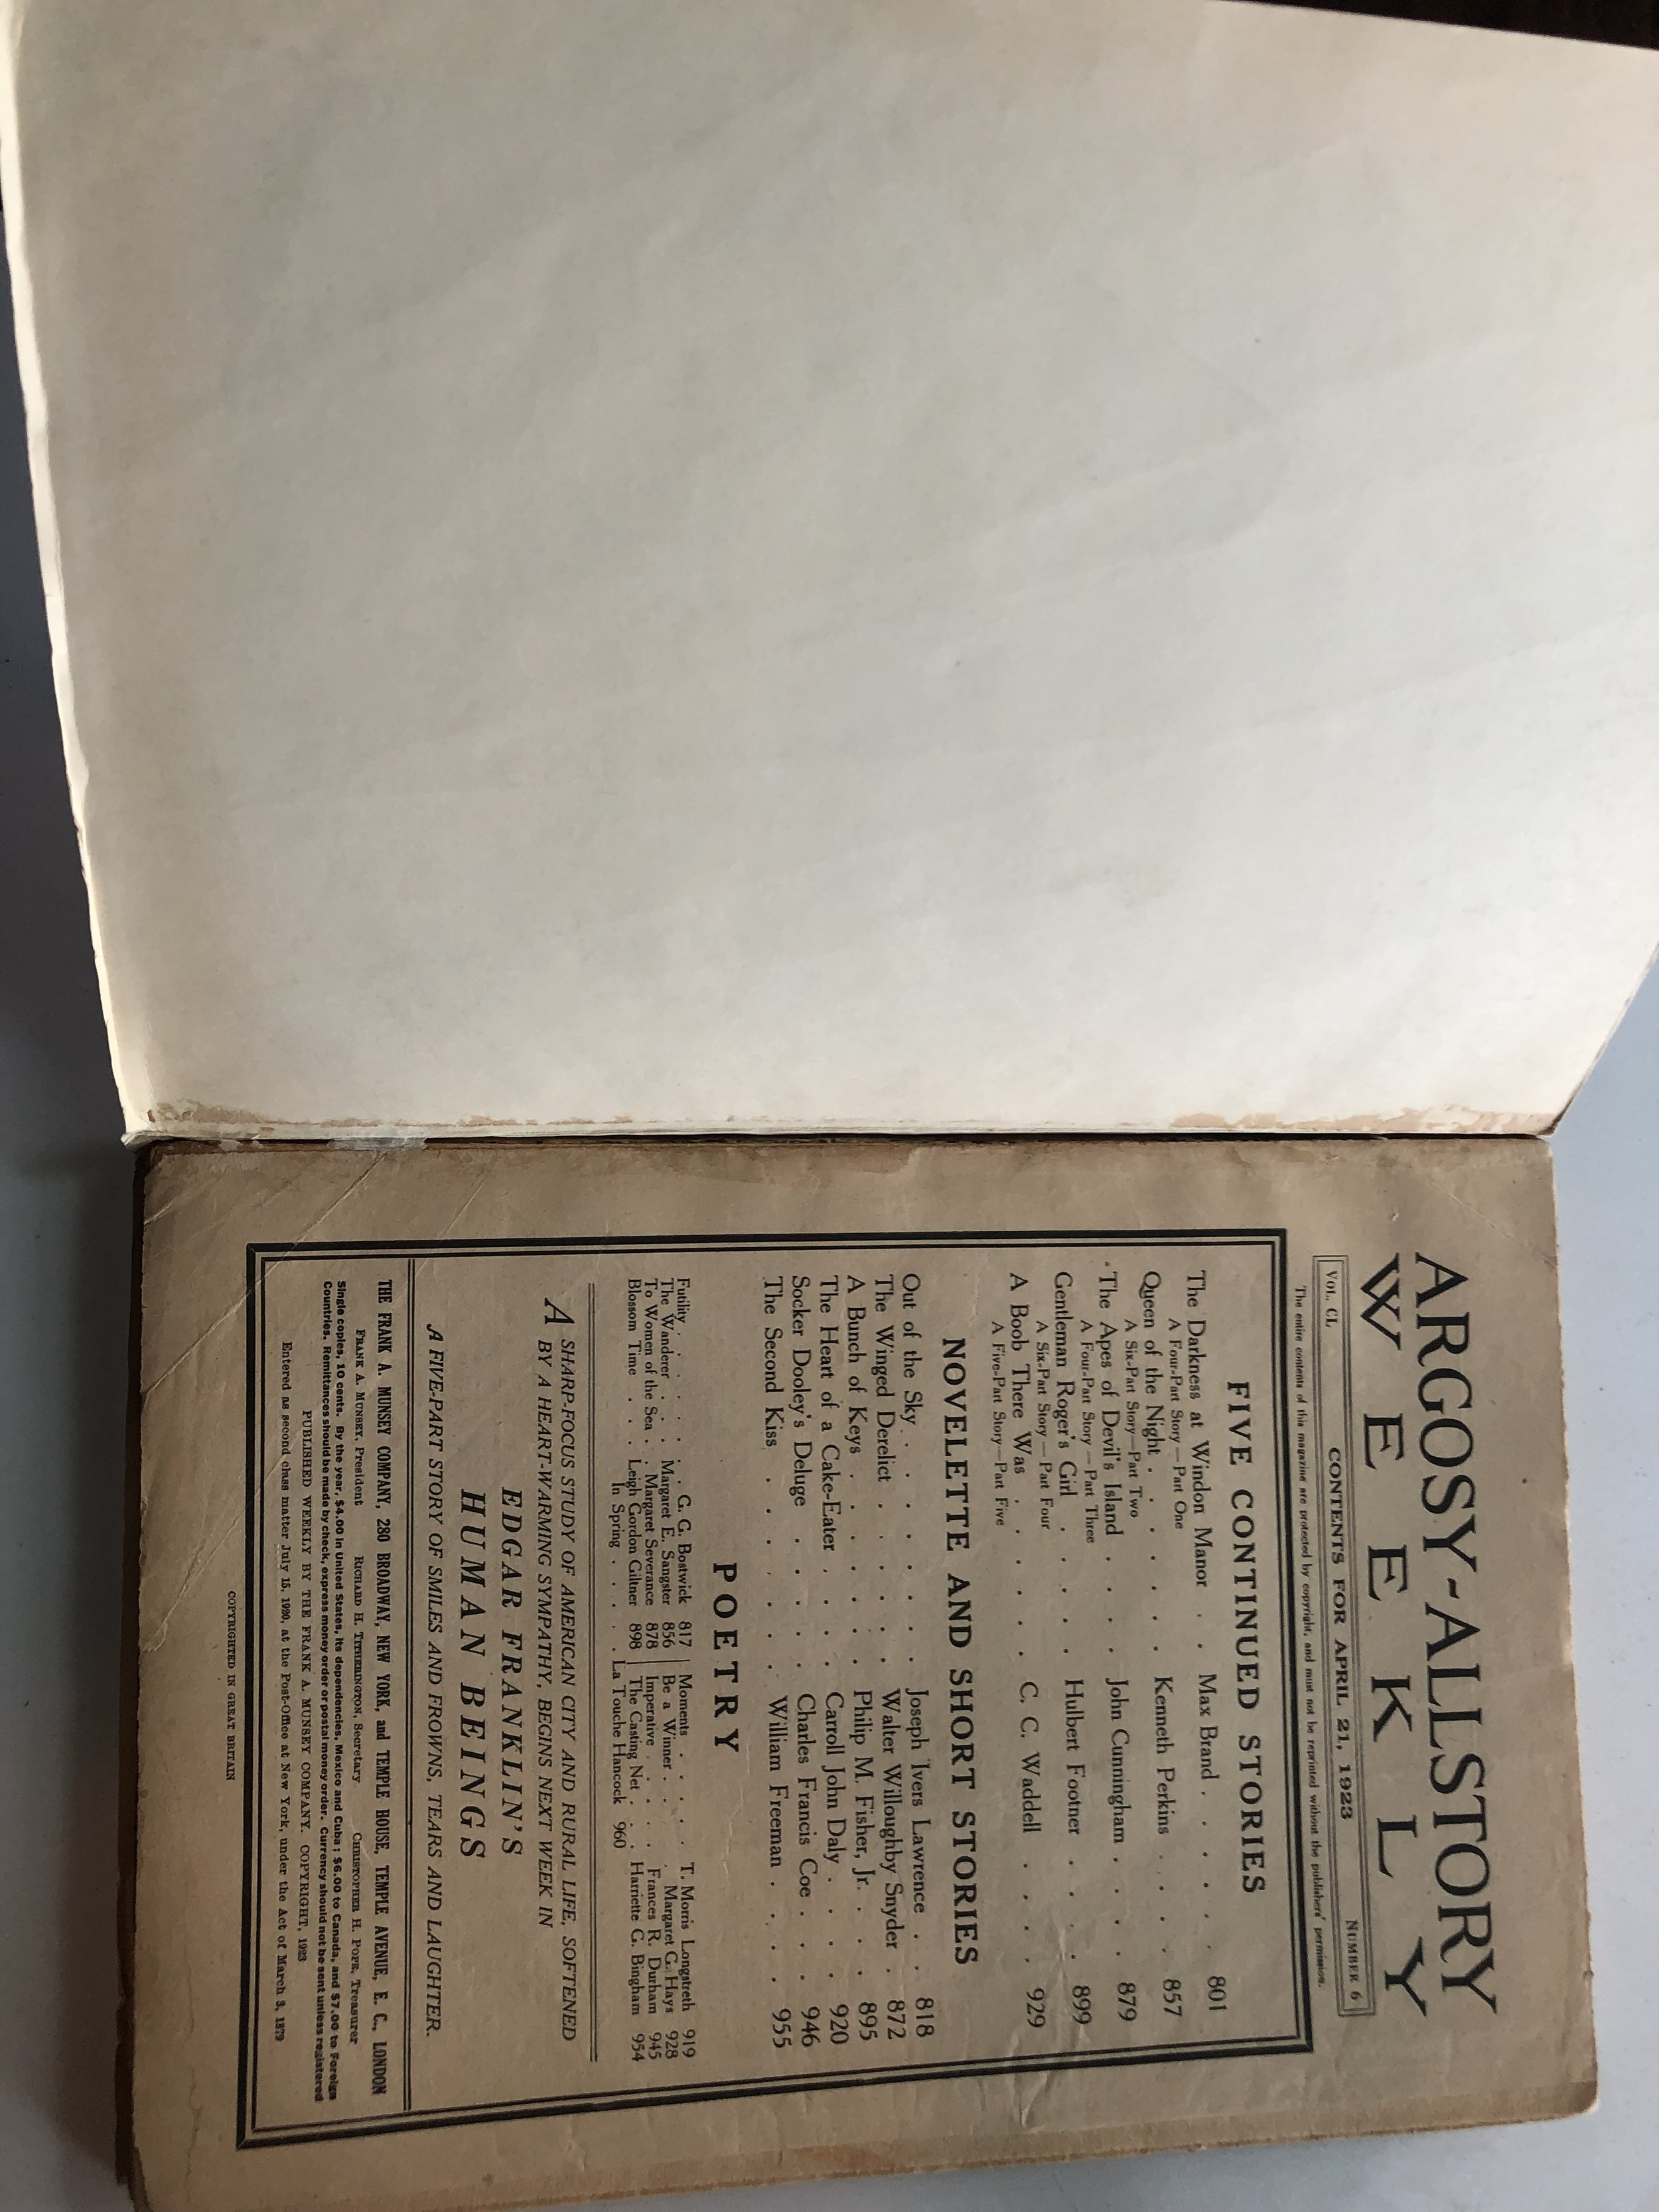 ARGOSY-ALLSTORY
WEEKLY
VOL. CL CONTENTS FOR APRIL 21, 1923 NUMBER 6
The entire contents of this magazine are protected by copyright, and must not be reprinted without the publishers' permission.
FIVE CONTINUED STORIES
The Darkness at Windon Manor . . Max Brand . . . . . 801
A Four-Part Story — Part One
Queen of the Night . . . . . . Kenneth Perkins . . . . 857
A Six-Part Story — Part Two
The Apes of Devil's Island . . . . John Cunningham . . . . 879
A Four-Part Story — Part Three
Gentleman Roger's Girl . . . . . Hulbert Footner . . . . 899
A Six-Part Story — Part Four
A Boob There Was . . . . . . C. C. Waddell . . . . 929
A Five-Part Story — Part Five
NOVELETTE AND SHORT STORIES
Out of the Sky . . . . . . . Joseph Ivers Lawrence . . 818
The Winged Derelict . . . . . Walter Willoughby Snyder . 872
A Bunch of Keys . . . . . . Philip M. Fisher, Jr. . . . 895
The Heart of a Cake-Eater . . . . Carroll John Daly . . . . 920
Socker Dooley's Deluge . . . . . Charles Francis Coe . . . 946
The Second Kiss . . . . . . . William Freeman . . . . 955
POETRY
Futility . . . . . . . G. G. Bostwick 817 Moments . . . . . T. Morris Longstreth 919
The Wanderer . . . . Margaret E. Sangster 856 Be a Winner . . . . Margaret G. Hays 928
To Women of the Sea . . Margaret Severance 878 Imperative . . . . . Frances R. Durham 945
Blossom Time . . . . Leigh Gordon Giltner 898 The Casting Net . . . Harriette G. Bingham 954
In Spring . . . . . La Touche Hancock 960
A SHARP-FOCUS STUDY OF AMERICAN CITY AND RURAL LIFE, SOFTENED
BY A HEART-WARMING SYMPATHY, BEGINS NEXT WEEK IN
EDGAR FRANKLIN'S
HUMAN BEINGS
A FIVE-PART STORY OF SMILES AND FROWNS, TEARS AND LAUGHTER.
THE FRANK A. MUNSEY COMPANY, 280 BROADWAY, NEW YORK, and TEMPLE HOUSE, TEMPLE AVENUE, E. C., LONDON
FRANK A. MUNSEY, President RICHARD H. TITHERINGTON, Secretary CHRISTOPHER H. POPE, Treasurer
Single copies, 10 cents. By the year, $4.00 in United States, its dependencies, Mexico and Cuba; $6.00 to Canada, and $7.00 to Foreign
Countries. Remittances should be made by check, express money order or postal money order. Currency should not be sent unless registered
PUBLISHED WEEKLY BY THE FRANK A. MUNSEY COMPANY. COPYRIGHT, 1923
Entered as second class matter July 15, 1920, at the Post-Office at New York, under the Act of March 3, 1879
COPYRIGHTED IN GREAT BRITAIN